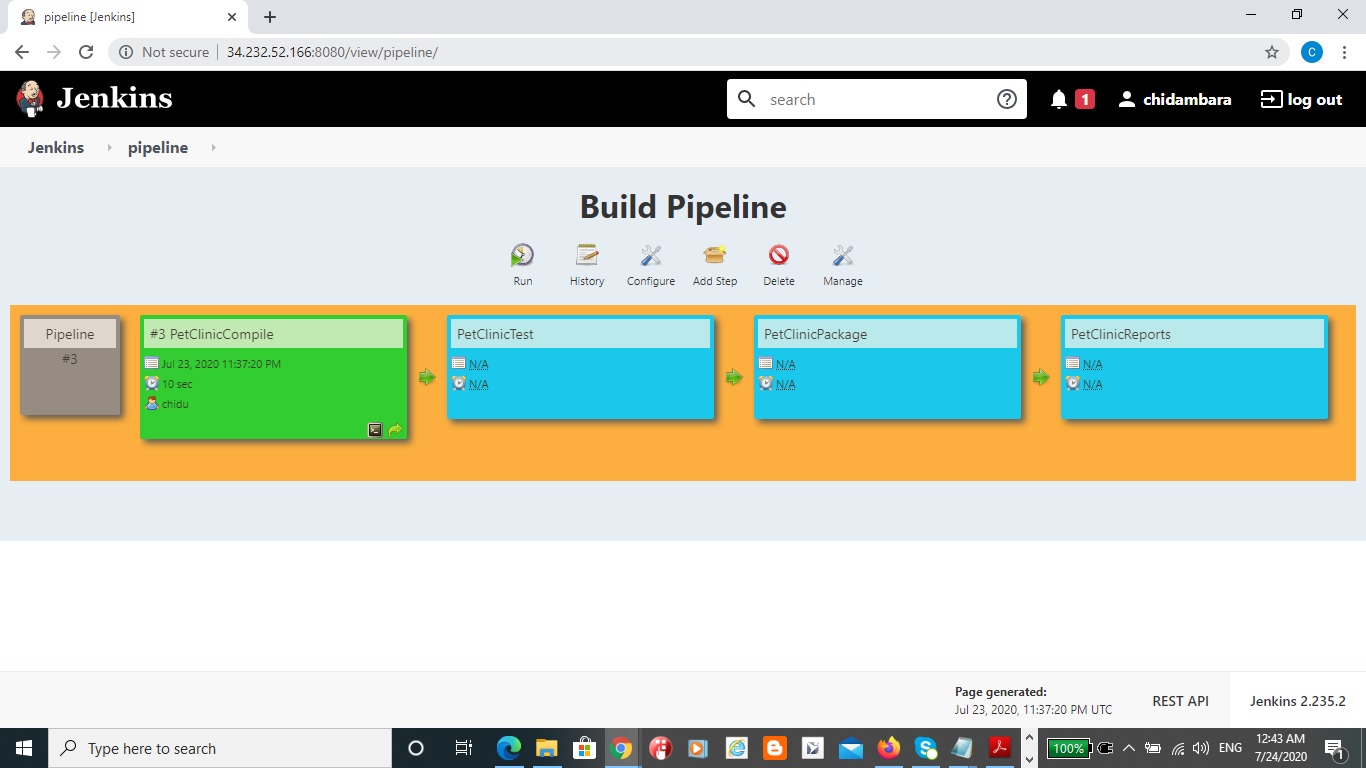 pipeline [Jenkins]
Not secure
34.232.52.166:8080/view/pipeline/
C
Jenkins
search
1
chidambara
log out
Jenkins
pipeline
Build Pipeline
Run
History
Configure
Add Step
Delete
Manage
Pipeline
#3
#3 PetClinicCompile
Jul 23, 2020 11:37:20 PM
10 sec
chidu
PetClinicTest
N/A
N/A
PetClinicPackage
N/A
N/A
PetClinicReports
N/A
N/A
Page generated:
Jul 23, 2020, 11:37:20 PM UTC
REST API
Jenkins 2.235.2
Type here to search
100%
ENG
12:43 AM
7/24/2020
1